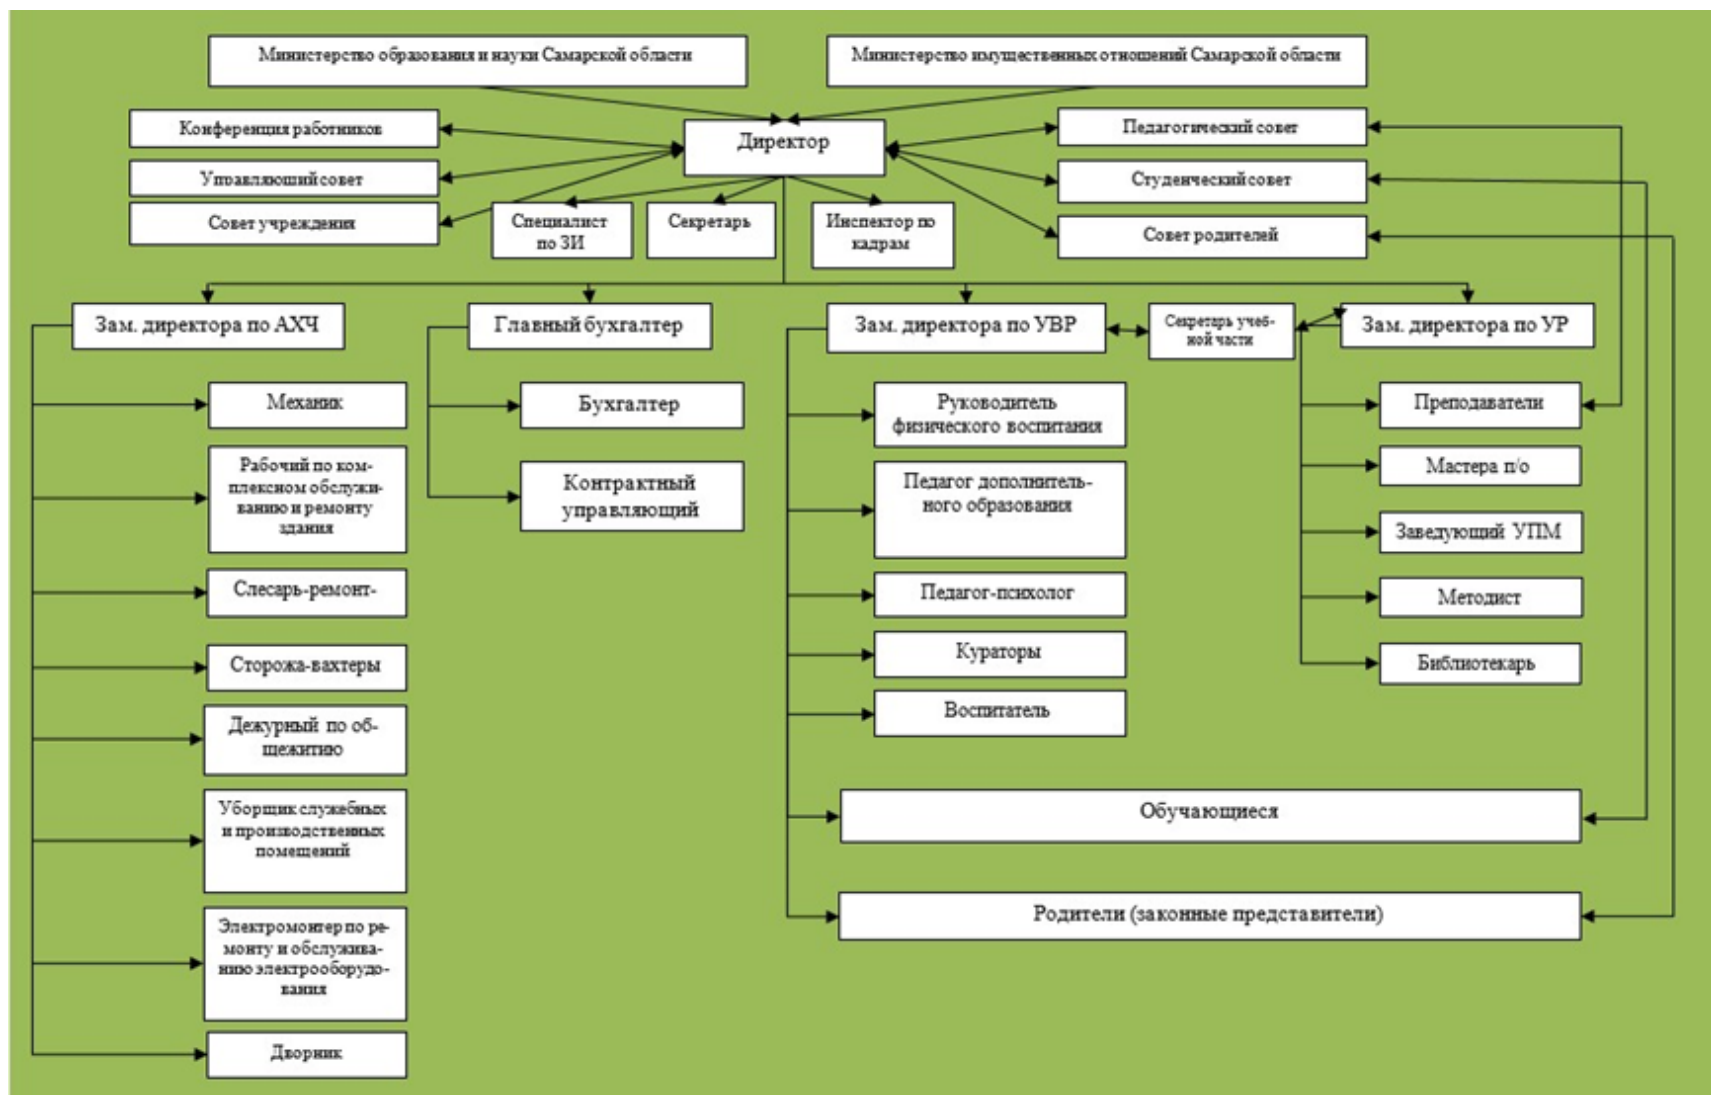 Министерство образования и науки Самарской области
Министерство имущественных отношений Самарской области
Конференция работников
Директор
Педагогический совет
Управляющий совет
Студенческий совет
Совет учреждения
Специалист
по ЗИ
Секретарь
Инспектор по
кадрам
Совет родителей
Зам. директора по АХЧ
Главный бухгалтер
Зам. директора по УВР
Секретарь учеб-
ной части
Зам. директора по УР
Механик
Рабочий по ком-
плексном обслужи-
ванию и ремонту
здания
Слесарь-ремонт-
Сторожа-вахтеры
Дежурный по об-
щежитию
Уборщик служебных
и производственных
помещений
Электромонтер по ре
монту и обслужива-
нию электрооборудо-
вания
Дворник
Бухгалтер
Контрактный
управляющий
Руководитель
физического воспитания
Педагог дополнитель-
ного образования
Педагог-психолог
Кураторы
Воспитатель
Преподаватели
Мастера п/о
Заведующий УПМ
Методист
Библиотекарь
Обучающиеся
Родители (законные представители)